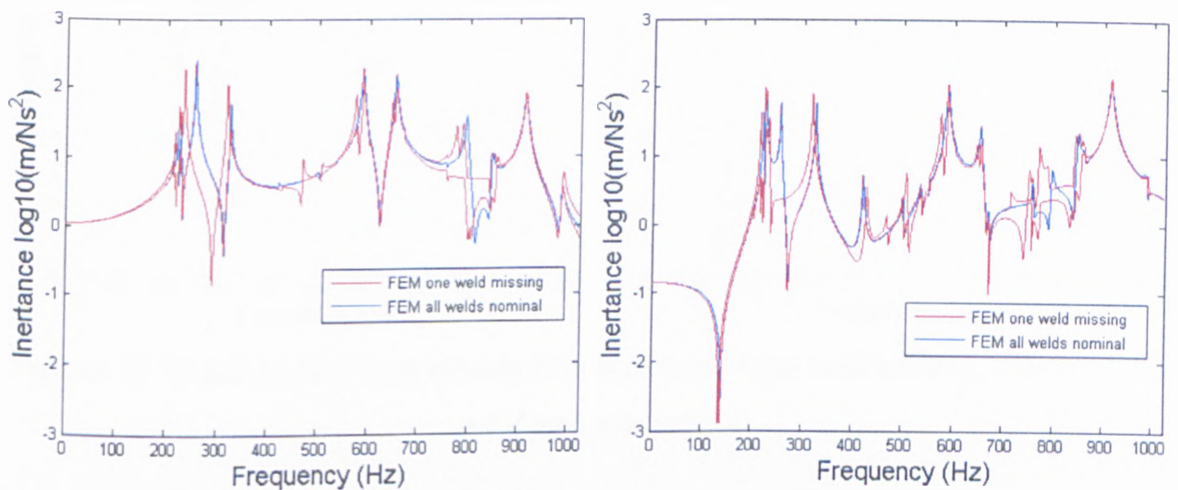 3
2
1
0
-1
-2
-3
Inertance log10(m/Ns²)
FEM one weld missing
FEM all welds nominal
0 100 200 300 400 500 600 700 800 900 1000
Frequency (Hz)
3
2
1
0
-1
-2
-3
Inertance log10(m/Ns²)
FEM one weld missing
FEM all welds nominal
0 100 200 300 400 500 600 700 800 900 1000
Frequency (Hz)